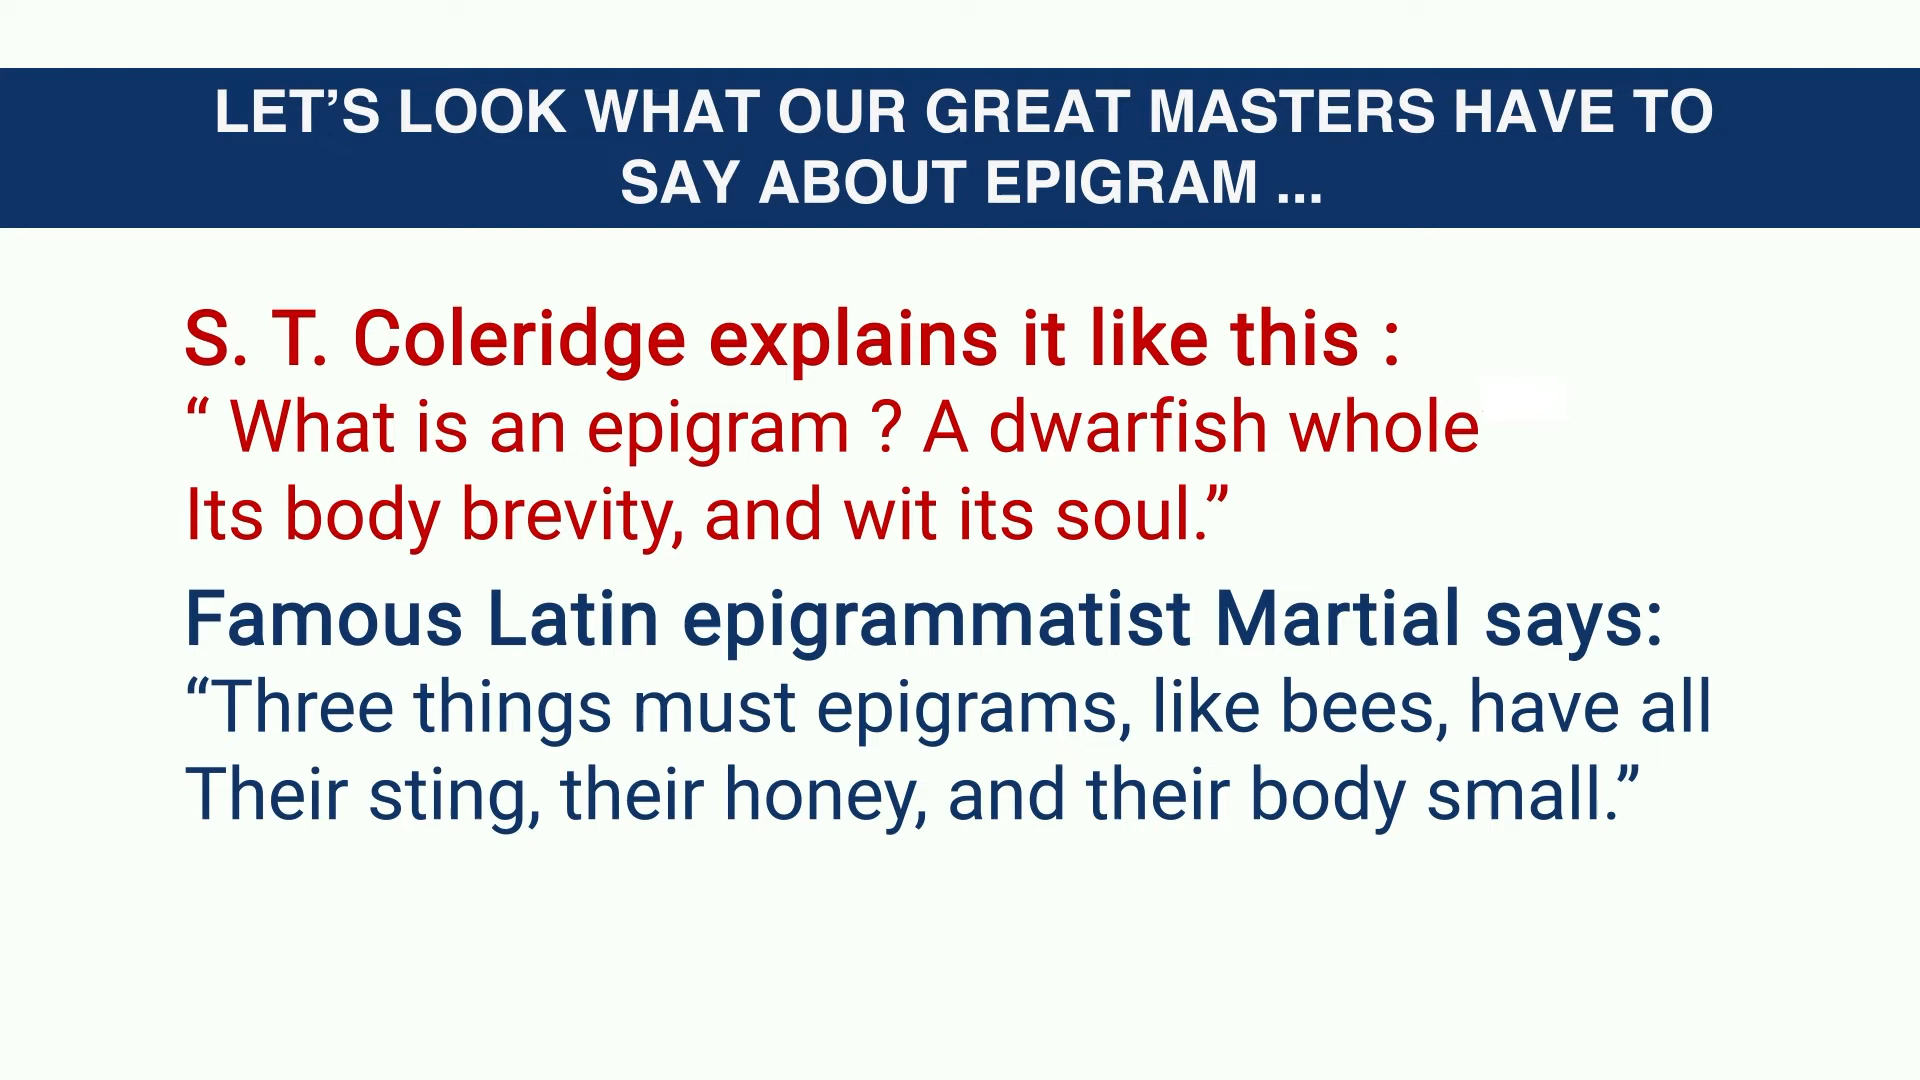 LET’S LOOK WHAT OUR GREAT MASTERS HAVE TO
SAY ABOUT EPIGRAM ...
S. T. Coleridge explains it like this :
“ What is an epigram ? A dwarfish whole
Its body brevity, and wit its soul.”
Famous Latin epigrammatist Martial says:
“Three things must epigrams, like bees, have all
Their sting, their honey, and their body small.”